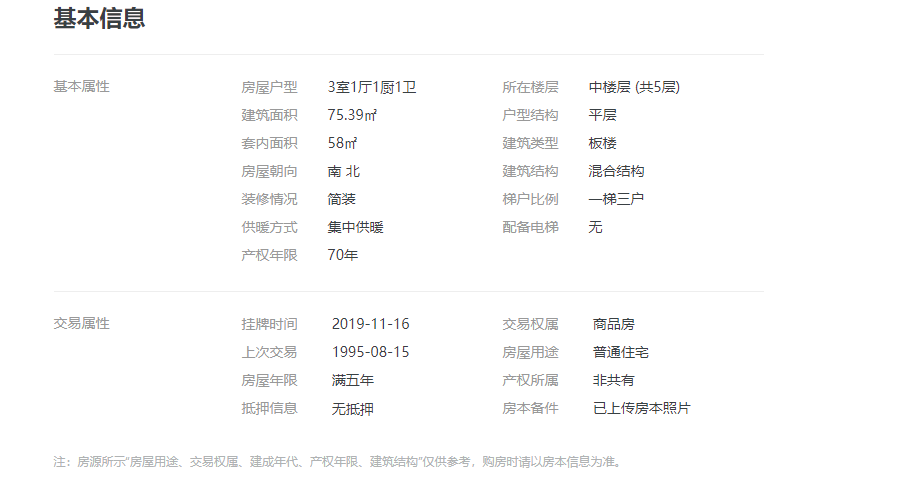 基本信息
基本属性 房屋户型 3室1厅1厨1卫 所在楼层 中楼层 (共5层)
建筑面积 75.39㎡ 户型结构 平层
套内面积 58㎡ 建筑类型 板楼
房屋朝向 南 北 建筑结构 混合结构
装修情况 简装 梯户比例 一梯三户
供暖方式 集中供暖 配备电梯 无
产权年限 70年
交易属性 挂牌时间 2019-11-16 交易权属 商品房
上次交易 1995-08-15 房屋用途 普通住宅
房屋年限 满五年 产权所属 非共有
抵押信息 无抵押 房本备件 已上传房本照片
注：房源所示“房屋用途、交易权属、建成年代、产权年限、建筑结构”仅供参考，购房时请以房本信息为准。